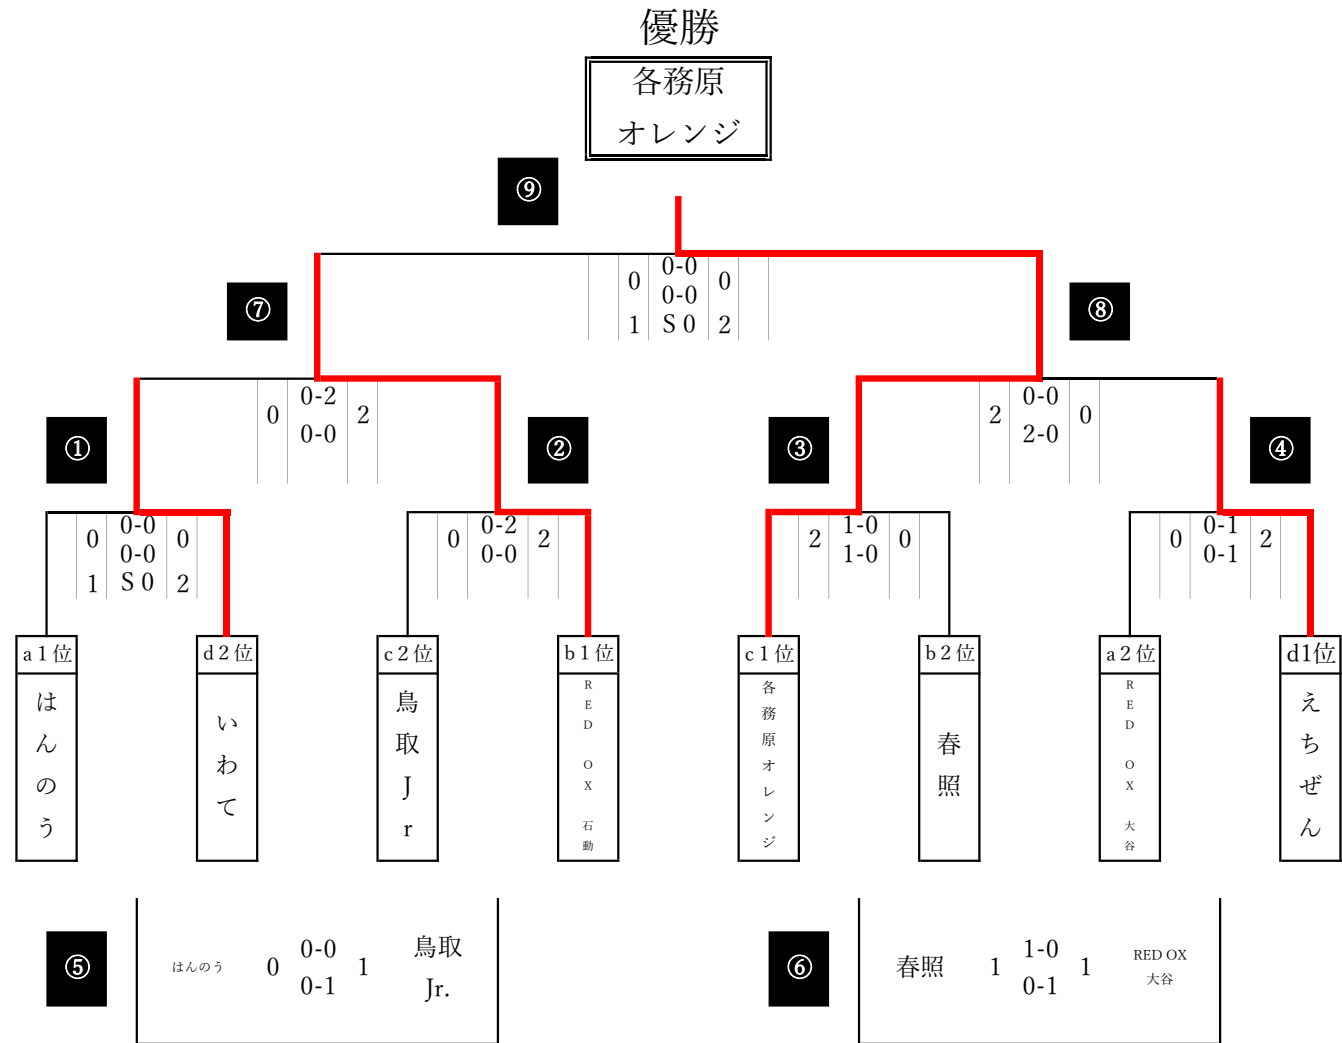 優勝
各務原
オレンジ
⑨
0 0-0 0
0-0
1 S 0 2
⑦
⑧
0 0-2 2
0-0
2 0-0 0
2-0
①
②
③
④
0 0-0 0
0-0
1 S 0 2
0 0-2 2
0-0
2 1-0 0
1-0
0 0-1 2
0-1
a１位
d２位
c２位
b１位
c１位
b２位
a２位
d1位
はんのう
いわて
鳥取Jr
RED OX 石動
各務原オレンジ
春照
RED OX 大谷
えちぜん
⑤
はんのう 0 0-0 1 鳥取
0-1 Jr.
⑥
春照 1 1-0 1 RED OX
0-1 大谷